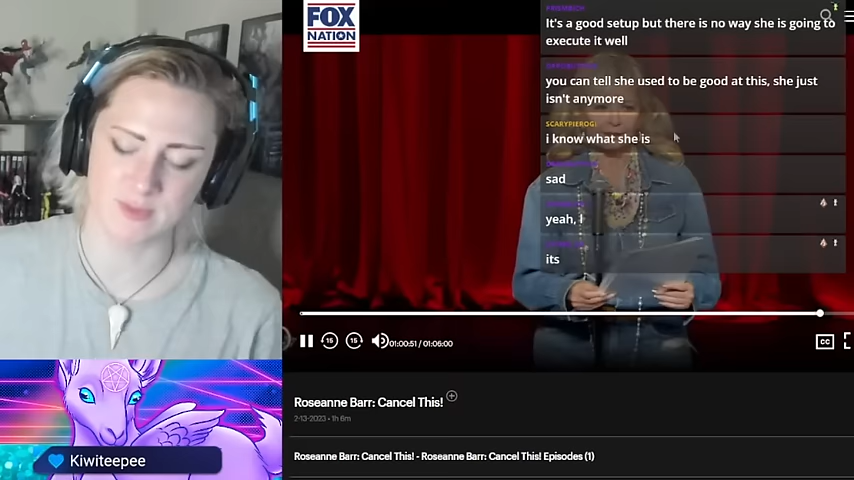 FOX
NATION
It's a good setup but there is no way she is going to
execute it well
you can tell she used to be good at this, she just
isn't anymore
SCARYPIEROGI
i know what she is
sad
yeah, I
its
15
15
01:00:51 / 01:06:00
CC
Roseanne Barr: Cancel This!
2-13-2023 • 1h 6m
Roseanne Barr: Cancel This! - Roseanne Barr: Cancel This! Episodes (1)
Kiwiteepee